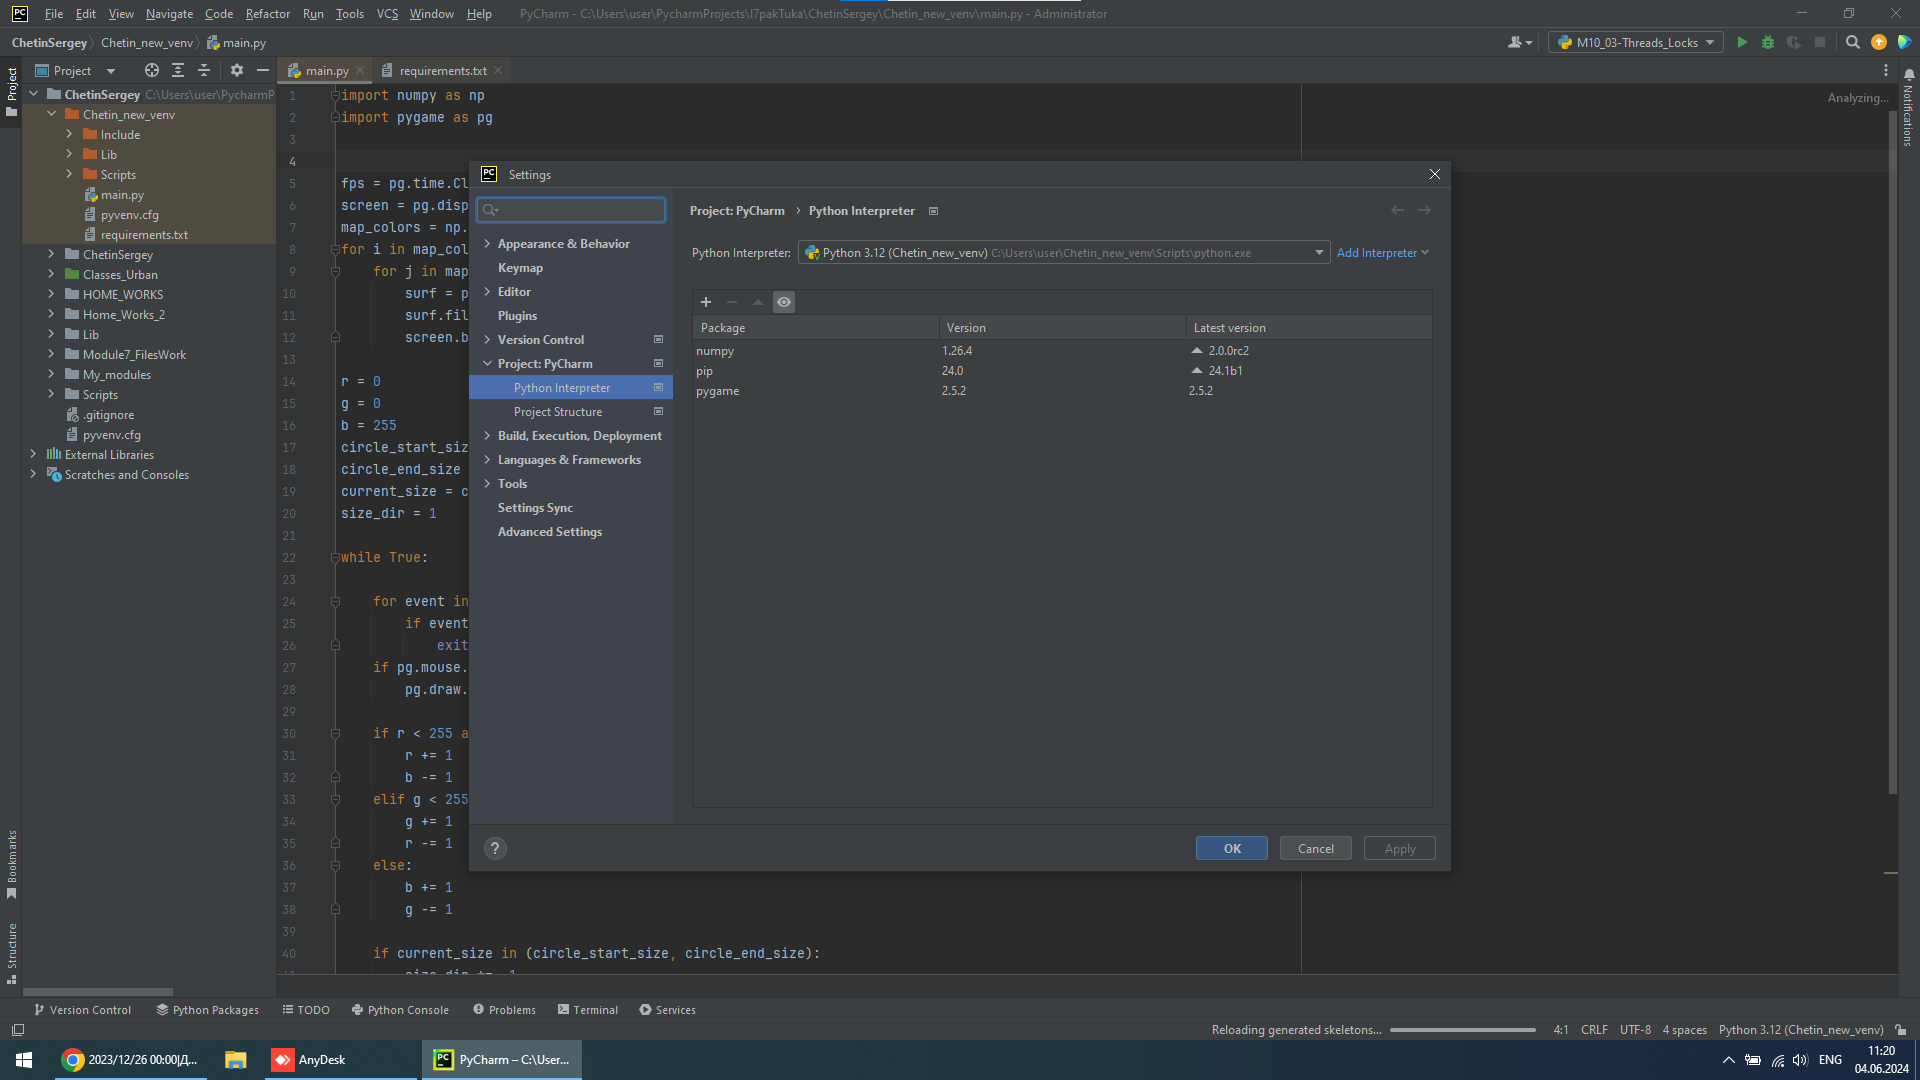 File Edit View Navigate Code Refactor Run Tools VCS Window Help PyCharm - C:\Users\user\PycharmProjects\I7pakTuka\ChetinSergey\Chetin_new_venv\main.py - Administrator
ChetinSergey Chetin_new_venv main.py M10_03-Threads_Locks
Project
Project
main.py requirements.txt
Notifications
Analyzing...
ChetinSergey C:\Users\user\PycharmP
Chetin_new_venv
Include
Lib
Scripts
main.py
pyvenv.cfg
requirements.txt
ChetinSergey
Classes_Urban
HOME_WORKS
Home_Works_2
Lib
Module7_FilesWork
My_modules
Scripts
.gitignore
pyvenv.cfg
External Libraries
Scratches and Consoles
Bookmarks
Structure
1 import numpy as np
2 import pygame as pg
3
4
5 fps = pg.time.Cl
6 screen = pg.disp
7 map_colors = np.
8 for i in map_col
9 for j in map
10 surf = p
11 surf.fil
12 screen.b
13
14 r = 0
15 g = 0
16 b = 255
17 circle_start_siz
18 circle_end_size
19 current_size = c
20 size_dir = 1
21
22 while True:
23
24 for event in
25 if event
26 exit
27 if pg.mouse.
28 pg.draw.
29
30 if r < 255 a
31 r += 1
32 b -= 1
33 elif g < 255
34 g += 1
35 r -= 1
36 else:
37 b += 1
38 g -= 1
39
40 if current_size in (circle_start_size, circle_end_size):
Settings
Appearance & Behavior
Keymap
Editor
Plugins
Version Control
Project: PyCharm
Python Interpreter
Project Structure
Build, Execution, Deployment
Languages & Frameworks
Tools
Settings Sync
Advanced Settings
Project: PyCharm › Python Interpreter
Python Interpreter: Python 3.12 (Chetin_new_venv) C:\Users\user\Chetin_new_venv\Scripts\python.exe Add Interpreter
Package Version Latest version
numpy 1.26.4 2.0.0rc2
pip 24.0 24.1b1
pygame 2.5.2 2.5.2
? OK Cancel Apply
Version Control Python Packages TODO Python Console Problems Terminal Services
Reloading generated skeletons... 4:1 CRLF UTF-8 4 spaces Python 3.12 (Chetin_new_venv)
2023/12/26 00:00|Д... AnyDesk PyCharm – C:\User... ENG 11:20
04.06.2024